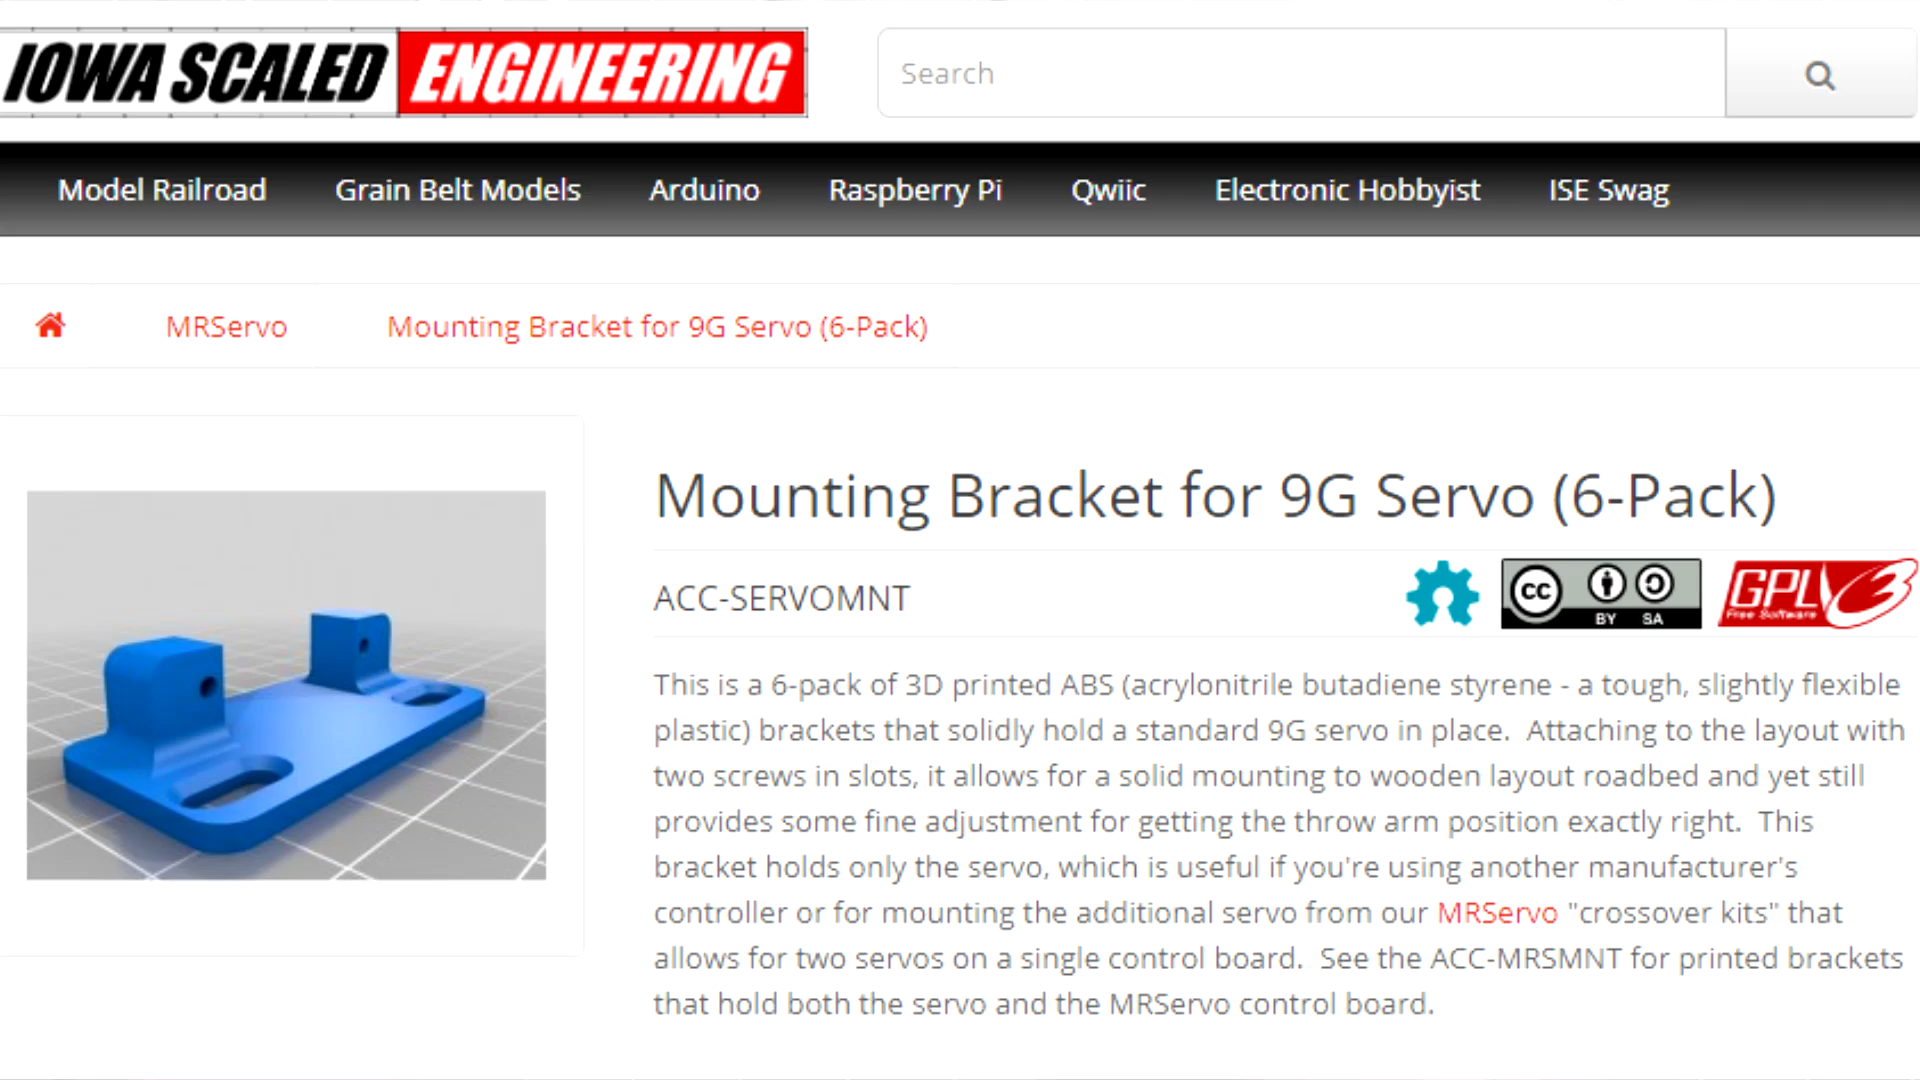 IOWA SCALED ENGINEERING
Search
Model Railroad Grain Belt Models Arduino Raspberry Pi Qwiic Electronic Hobbyist ISE Swag
MRServo Mounting Bracket for 9G Servo (6-Pack)
Mounting Bracket for 9G Servo (6-Pack)
ACC-SERVOMNT
cc BY SA
GPLv3 Free Software
This is a 6-pack of 3D printed ABS (acrylonitrile butadiene styrene - a tough, slightly flexible
plastic) brackets that solidly hold a standard 9G servo in place. Attaching to the layout with
two screws in slots, it allows for a solid mounting to wooden layout roadbed and yet still
provides some fine adjustment for getting the throw arm position exactly right. This
bracket holds only the servo, which is useful if you're using another manufacturer's
controller or for mounting the additional servo from our MRServo "crossover kits" that
allows for two servos on a single control board. See the ACC-MRSMNT for printed brackets
that hold both the servo and the MRServo control board.